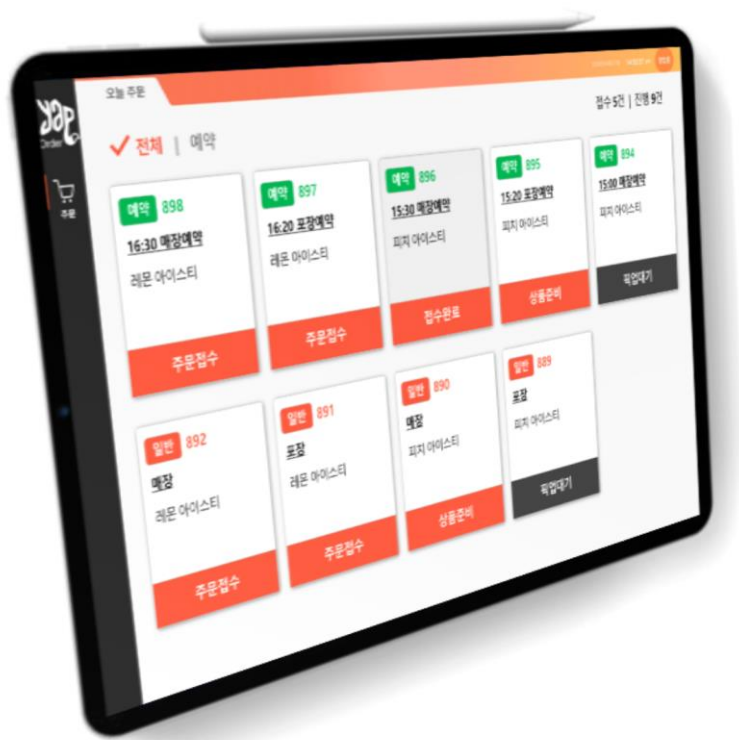 yap
Order
주문
오늘 주문
접수 5건 | 진행 9건
전체 | 예약
예약 898
16:30 매장예약
레몬 아이스티
주문접수
예약 897
16:20 포장예약
레몬 아이스티
주문접수
예약 896
15:30 매장예약
피치 아이스티
접수완료
예약 895
15:20 포장예약
피치 아이스티
상품준비
예약 894
15:00 매장예약
피치 아이스티
픽업대기
일반 892
매장
레몬 아이스티
주문접수
일반 891
포장
레몬 아이스티
주문접수
일반 890
매장
피치 아이스티
상품준비
일반 889
포장
피치 아이스티
픽업대기